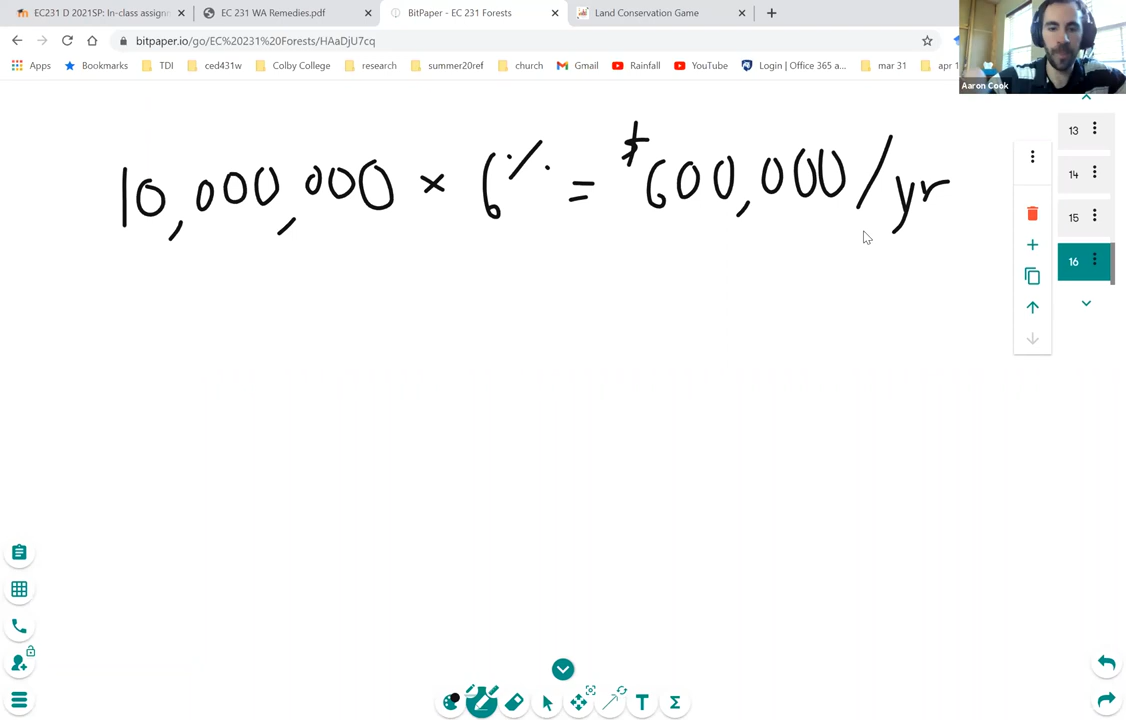 EC231 D 2021SP: In-class assignm
EC 231 WA Remedies.pdf
BitPaper - EC 231 Forests
Land Conservation Game
bitpaper.io/go/EC%20231%20Forests/HAaDjU7cq
Apps
Bookmarks
TDI
ced431w
Colby College
research
summer20ref
church
Gmail
Rainfall
YouTube
Login | Office 365 a...
mar 31
apr 1
Aaron Cook
10,000,000 × 6% = $600,000/yr
13
14
15
16
T
Σ